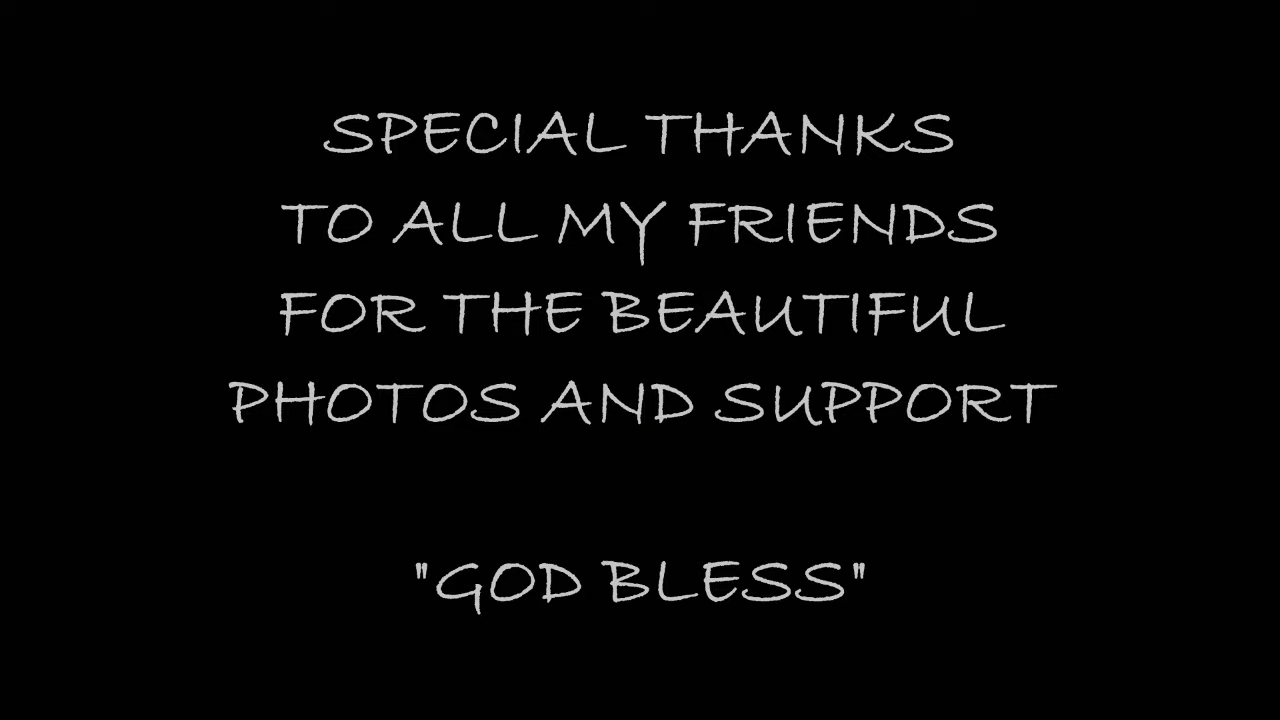 SPECIAL THANKS
TO ALL MY FRIENDS
FOR THE BEAUTIFUL
PHOTOS AND SUPPORT
"GOD BLESS"